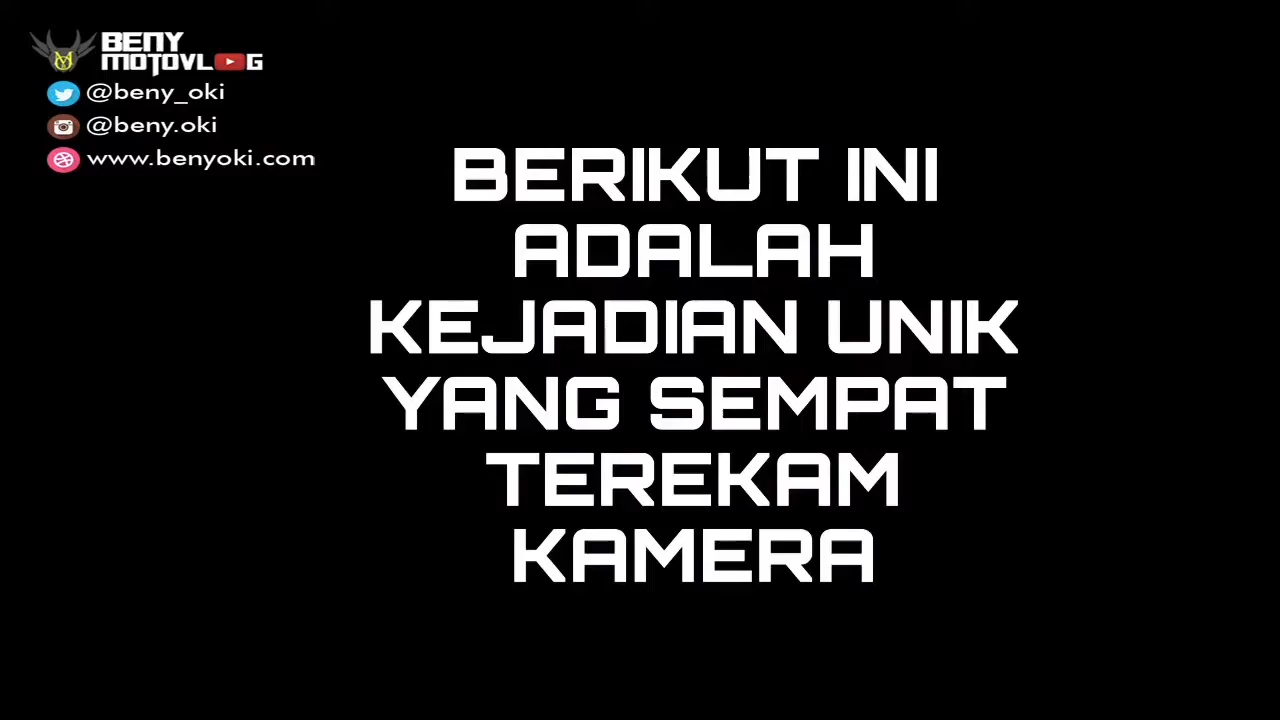 BENY
MOTOVLOG
@beny_oki
@beny.oki
www.benyoki.com
BERIKUT INI
ADALAH
KEJADIAN UNIK
YANG SEMPAT
TEREKAM
KAMERA